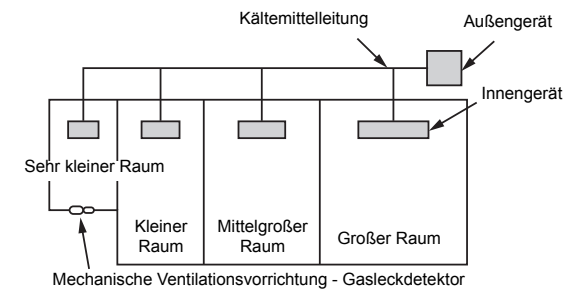 Kältemittelleitung
Außengerät
Innengerät
Sehr kleiner Raum
Kleiner
Raum
Mittelgroßer
Raum
Großer Raum
Mechanische Ventilationsvorrichtung - Gasleckdetektor